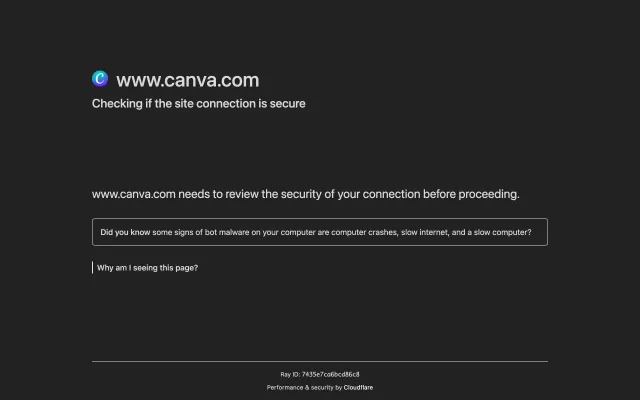 www.canva.com
Checking if the site connection is secure
www.canva.com needs to review the security of your connection before proceeding.
Did you know some signs of bot malware on your computer are computer crashes, slow internet, and a slow computer?
Why am I seeing this page?
Ray ID: 7435e7ca6bcd86c8
Performance & security by Cloudflare